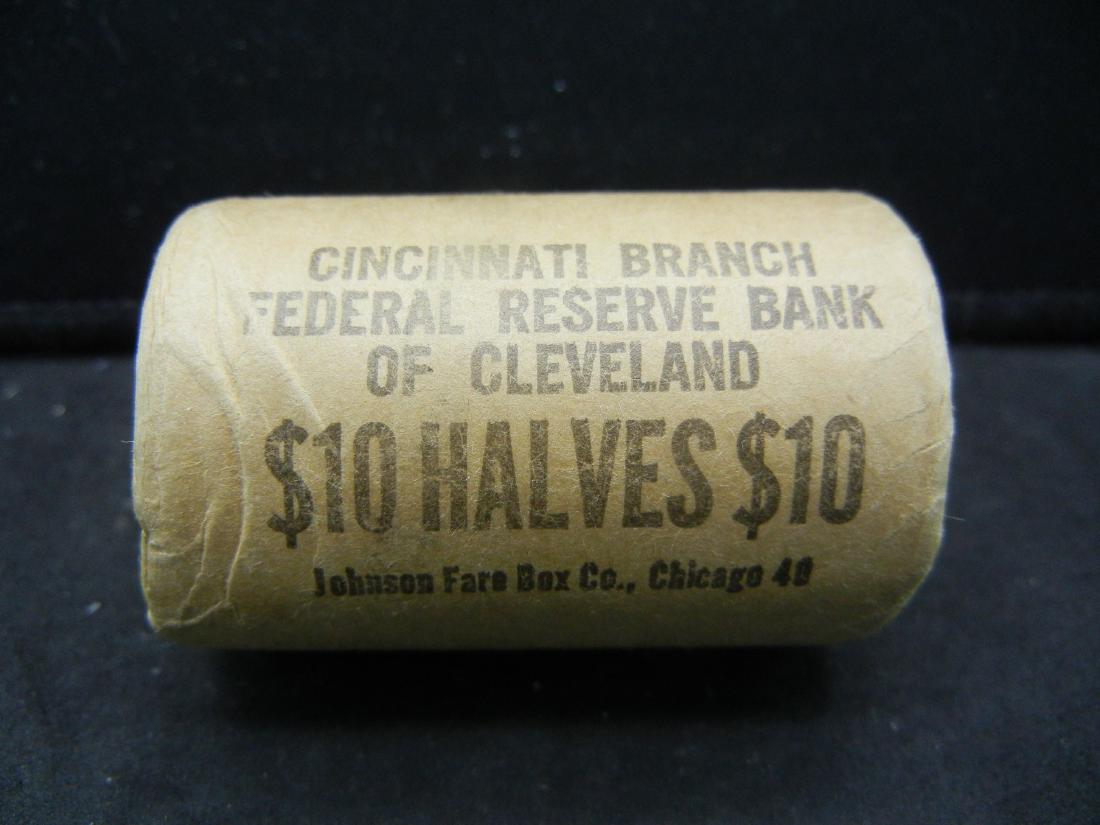 CINCINNATI BRANCH
FEDERAL RESERVE BANK
OF CLEVELAND
$10 HALVES $10
Johnson Fare Box Co., Chicago 40